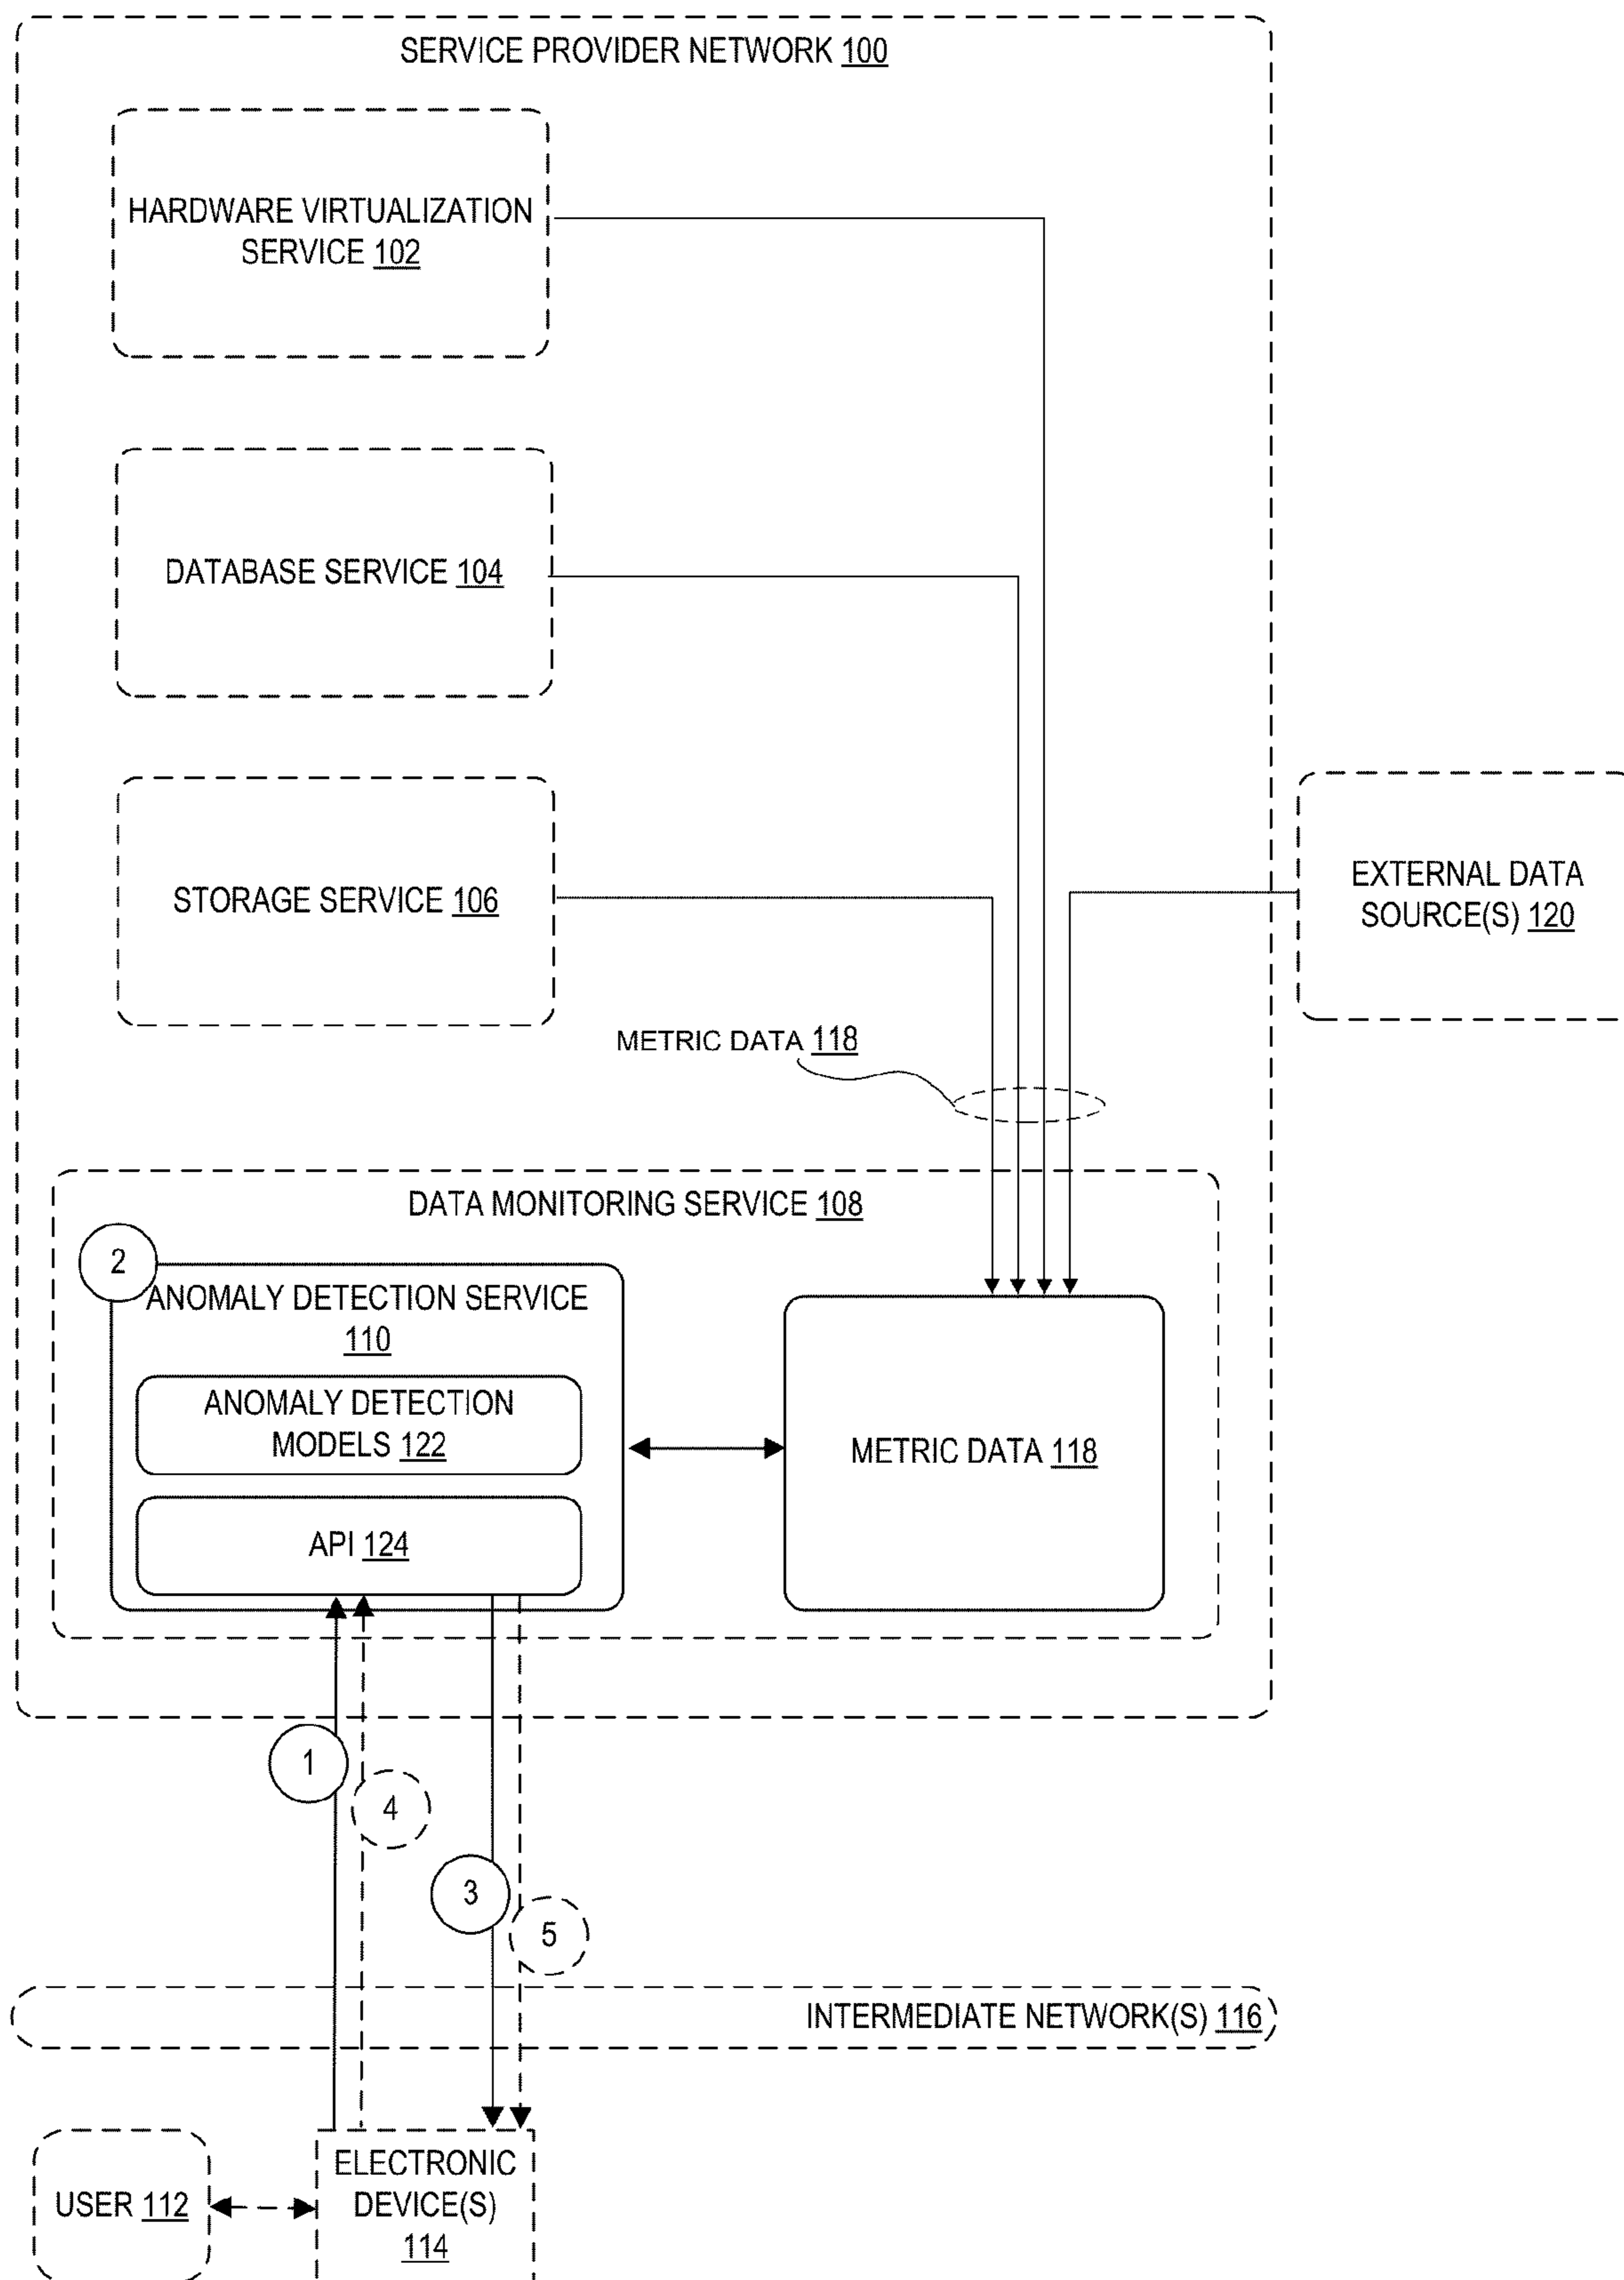 SERVICE PROVIDER NETWORK 100
HARDWARE VIRTUALIZATION
SERVICE 102
DATABASE SERVICE 104
STORAGE SERVICE 106
EXTERNAL DATA
SOURCE(S) 120
METRIC DATA 118
DATA MONITORING SERVICE 108
2
ANOMALY DETECTION SERVICE
110
ANOMALY DETECTION
MODELS 122
METRIC DATA 118
API 124
1
4
3
5
INTERMEDIATE NETWORK(S) 116
ELECTRONIC
DEVICE(S)
114
USER 112